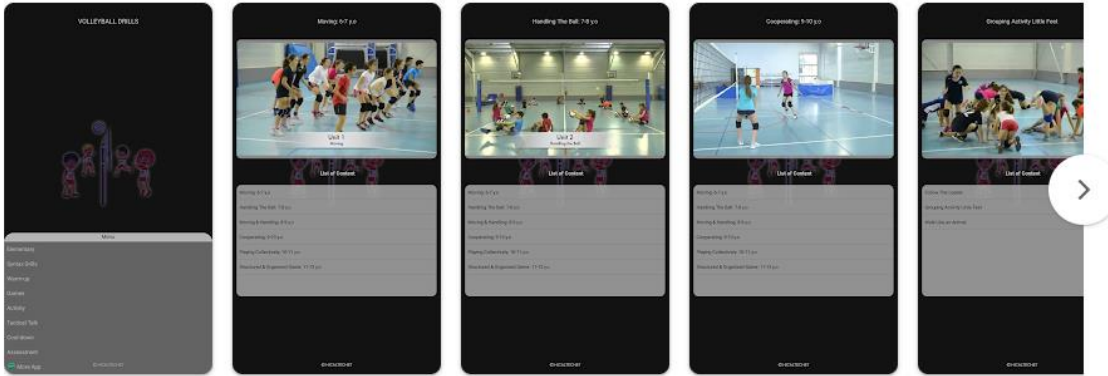 VOLLEYBALL DRILLS
Menu
Elementary
Syntax Drills
Warm-up
Games
Activity
Tactical Talk
Cool-down
Assessment
More App
Moving: 6-7 y.o
Unit 1
Moving
List of Content
Moving: 6-7 y.o
Handling The Ball: 7-8 y.o
Moving & Handling: 8-9 y.o
Cooperating: 9-10 y.o
Playing Collectively: 10-11 y.o
Structured & Organized Game: 11-12 y.o
Handling The Ball: 7-8 y.o
Unit 2
Handling the Ball
List of Content
Moving: 6-7 y.o
Handling The Ball: 7-8 y.o
Moving & Handling: 8-9 y.o
Cooperating: 9-10 y.o
Playing Collectively: 10-11 y.o
Structured & Organized Game: 11-12 y.o
Cooperating: 9-10 y.o
List of Content
Moving: 6-7 y.o
Handling The Ball: 7-8 y.o
Moving & Handling: 8-9 y.o
Cooperating: 9-10 y.o
Playing Collectively: 10-11 y.o
Structured & Organized Game: 11-12 y.o
Grouping Activity Little Feet
List of Content
Follow The Leader
Grouping Activity Little Feet